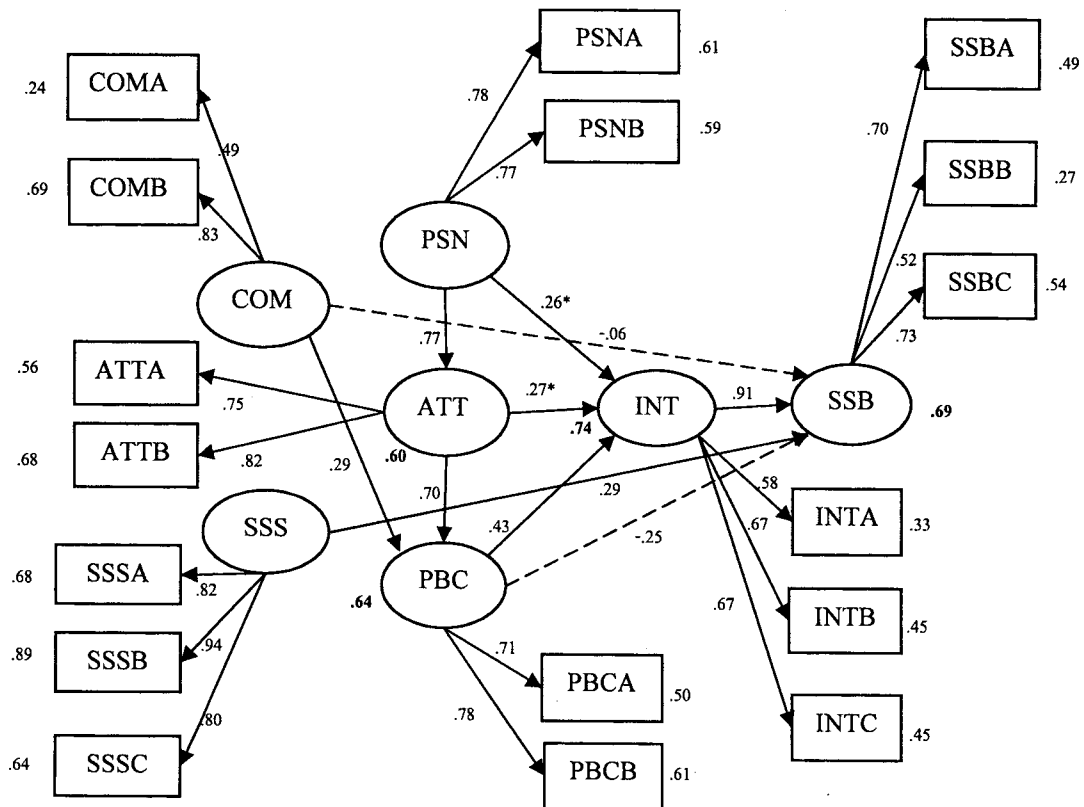 PSNA .61
SSBA .49
.24 COMA
.78
PSNB .59
.70
.49
.69 COMB
.77
SSBB .27
.83
PSN
.52
SSBC .54
COM
.26*
.73
-.06
.77
.56 ATTA
.75
ATT .27* INT .91 SSB .69
.74
.68 ATTB
.82
.60
.29
.70
.29
.58
SSS
.43
.67
INTA .33
-.25
.68 SSSA
.82
.64 PBC
.67
INTB .45
.89 SSSB .94
.71
PBCA .50
.80
.78
INTC .45
.64 SSSC
PBCB .61